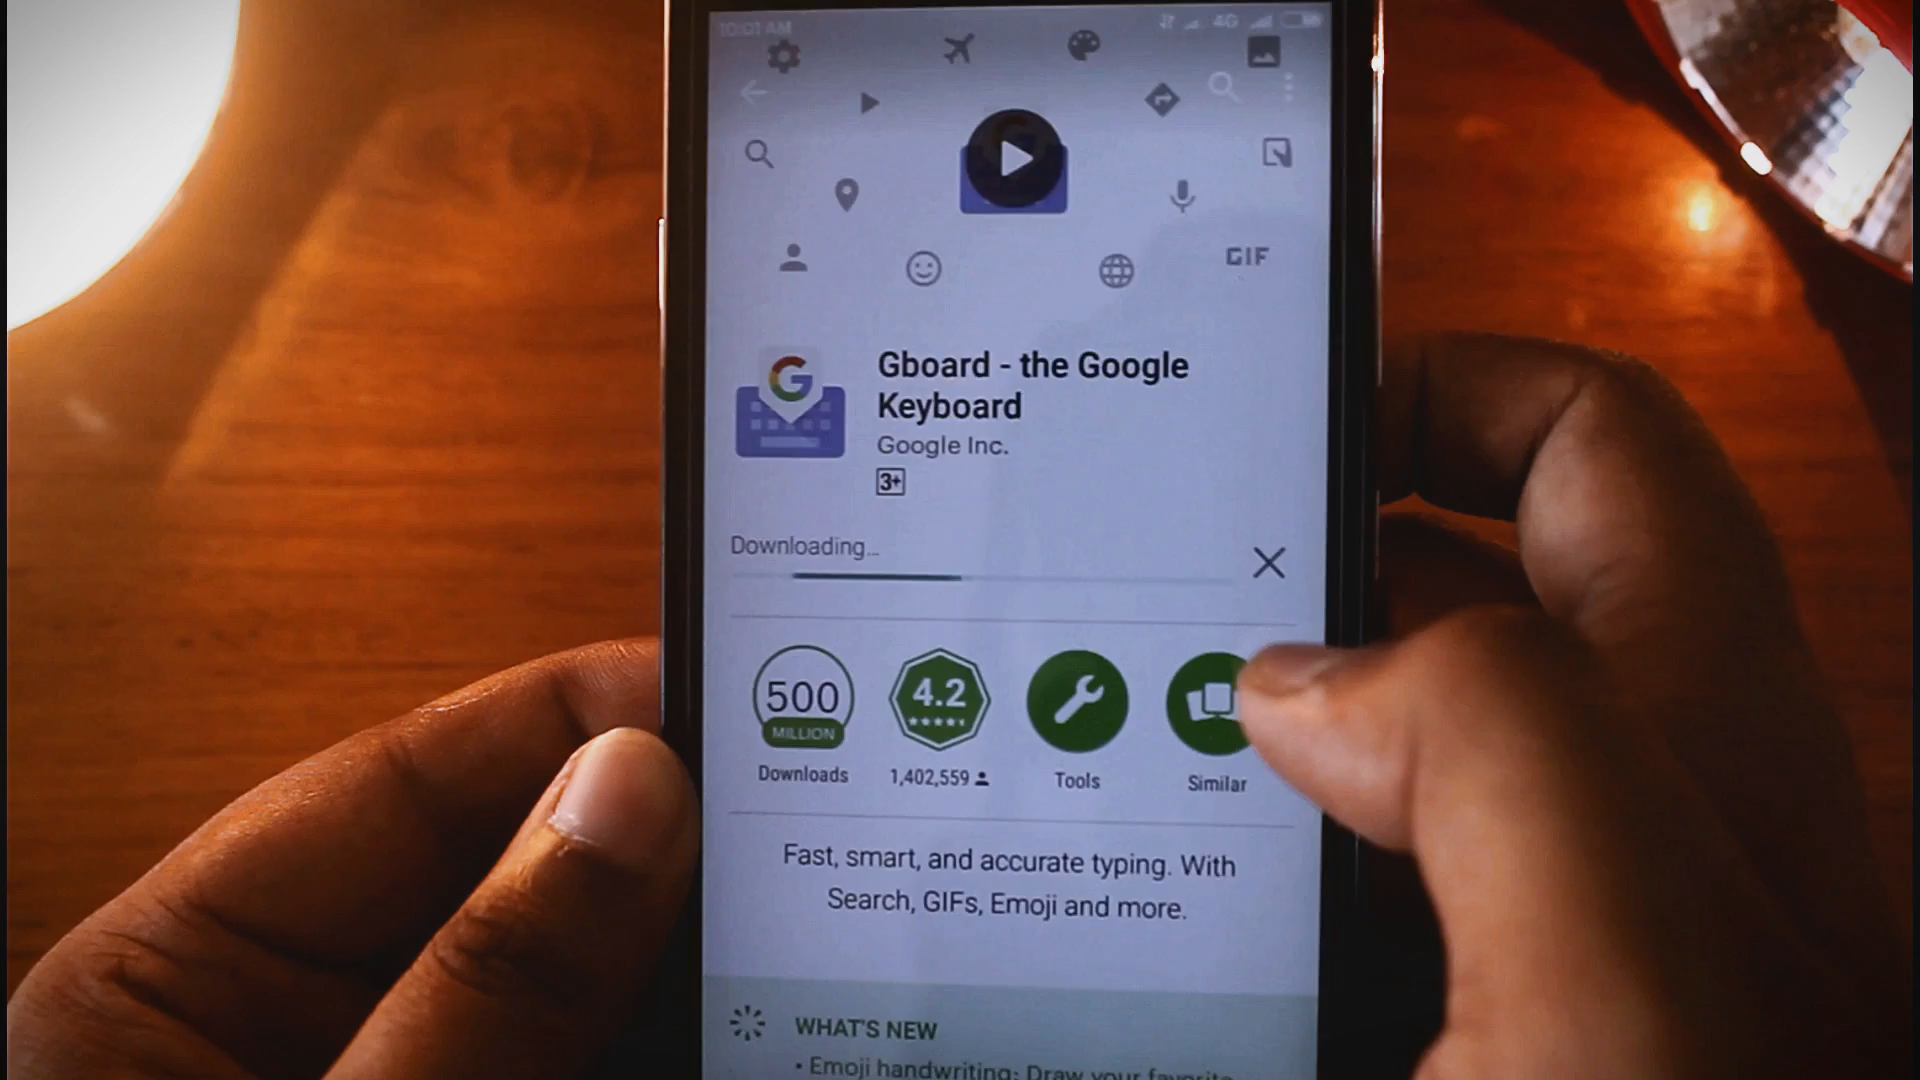 10:01 AM
4G
GIF
Gboard - the Google
Keyboard
Google Inc.
3+
Downloading...
500
MILLION
4.2
Downloads
1,402,559
Tools
Similar
Fast, smart, and accurate typing. With
Search, GIFs, Emoji and more.
WHAT'S NEW
• Emoji handwriting: Draw your favorite